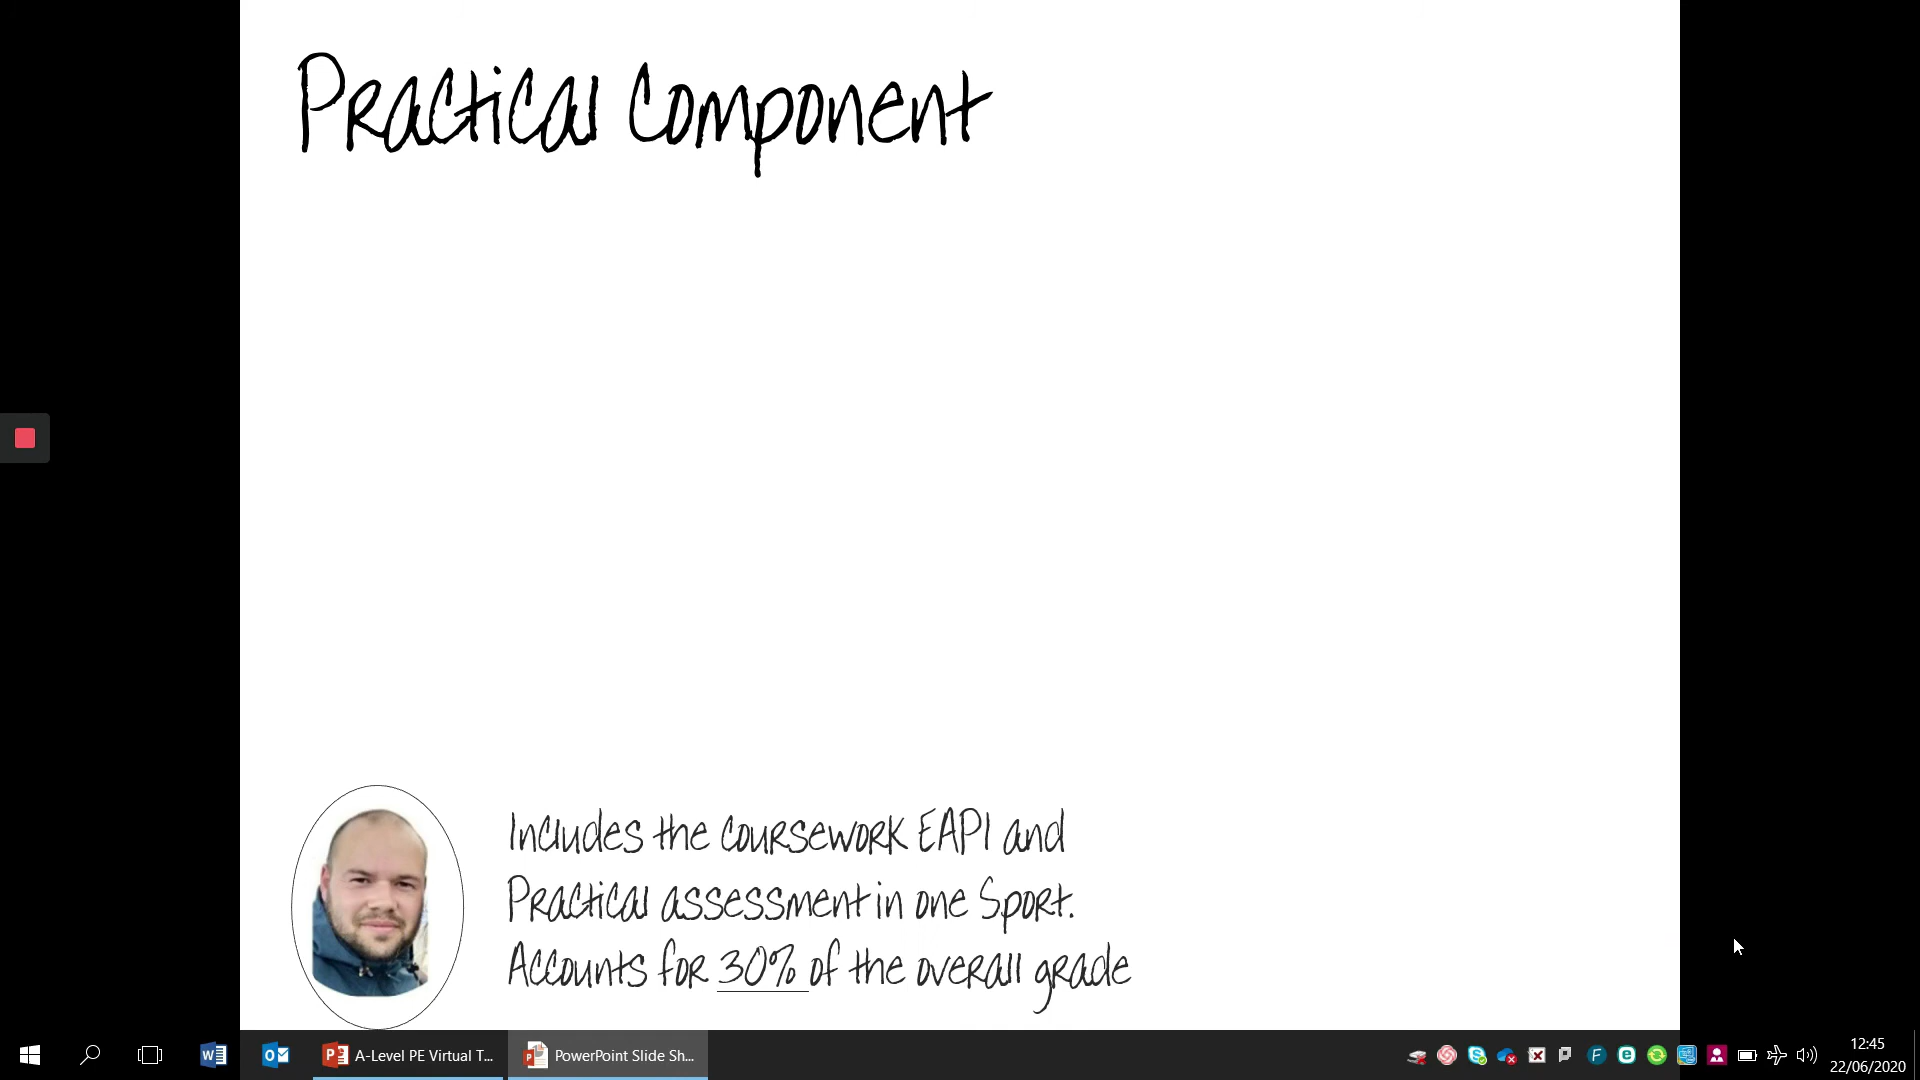 Practical Component
Includes the coursework EAPI and
Practical assessment in one Sport.
Accounts for 30% of the overall grade
A-Level PE Virtual T...
PowerPoint Slide Sh...
12:45
22/06/2020